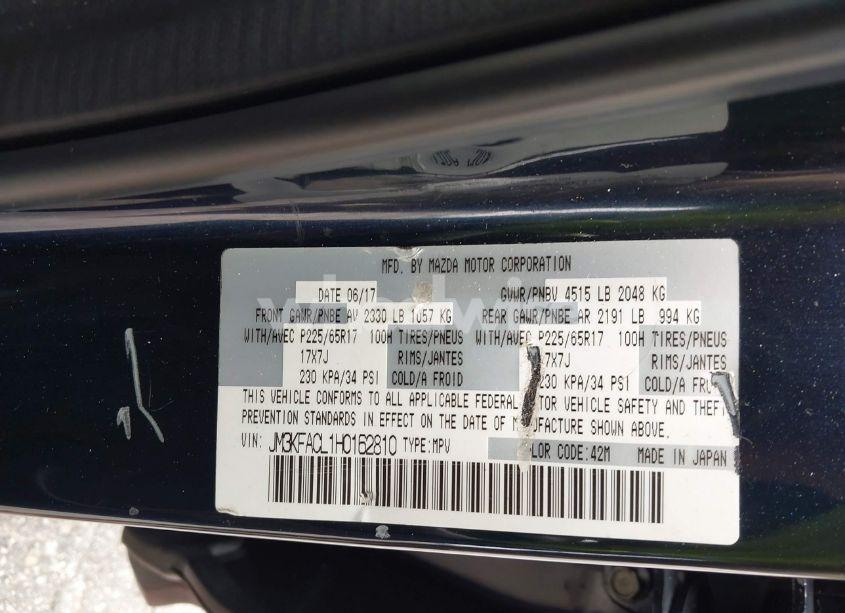 MFD. BY MAZDA MOTOR CORPORATION
DATE 06/17 GVWR/PNBV 4515 LB 2048 KG
FRONT GAWR/PNBE AV 2330 LB 1057 KG REAR GAWR/PNBE AR 2191 LB 994 KG
WITH/AVEC P225/65R17 100H TIRES/PNEUS WITH/AVEC P225/65R17 100H TIRES/PNEUS
17X7J RIMS/JANTES 17X7J RIMS/JANTES
230 KPA/34 PSI COLD/A FROID 230 KPA/34 PSI COLD/A
THIS VEHICLE CONFORMS TO ALL APPLICABLE FEDERAL MOTOR VEHICLE SAFETY AND THEFT
PREVENTION STANDARDS IN EFFECT ON THE DATE OF MANUFACTURE SHOWN ABOVE.
VIN: JM3KFACL1H0162810 TYPE:MPV LOR CODE:42M MADE IN JAPAN